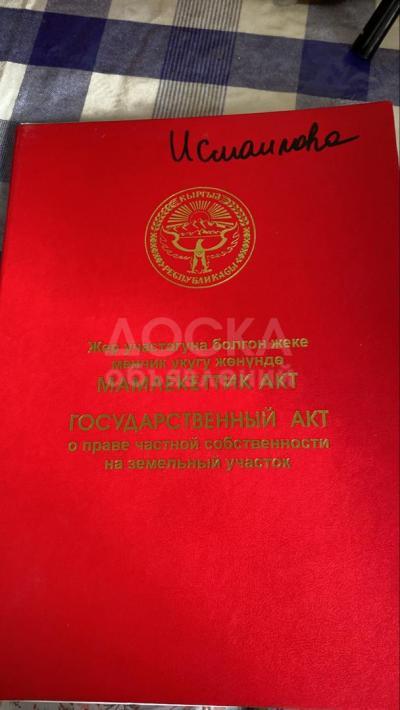 Исмаилова
КЫРГЫЗ
РЕСПУБЛИКАСЫ
Жер участогуна болгон жеке
менчик укугу жөнүндө
МАМЛЕКЕТТИК АКТ
ГОСУДАРСТВЕННЫЙ АКТ
о праве частной собственности
на земельный участок
ДОСКА